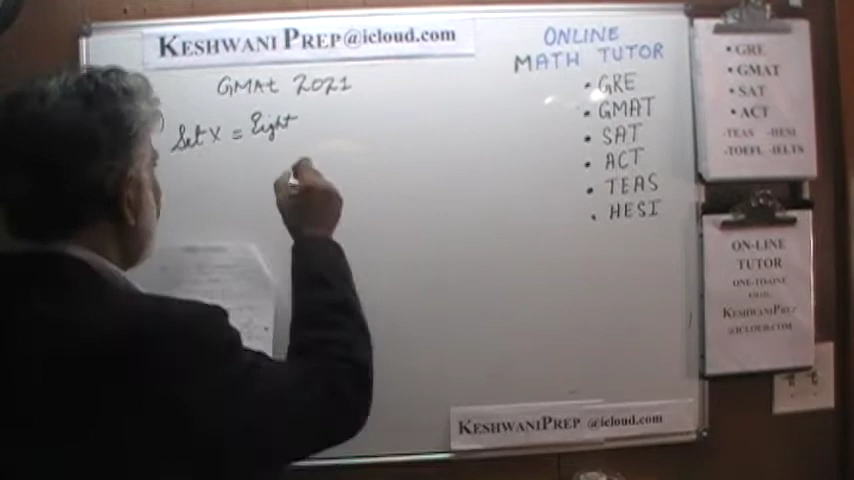 KESHWANI PREP@icloud.com
GMAt 2021
Set X = Eight
ONLINE
MATH TUTOR
• GRE
• GMAT
• SAT
• ACT
• TEAS
• HESI
• GRE
• GMAT
• SAT
• ACT
-TEAS -HESI
-TOEFL -IELTS
ON-LINE
TUTOR
ONE-TO-ONE
KESHWANIPREP
@ICLOUD.COM
KESHWANIPREP @icloud.com